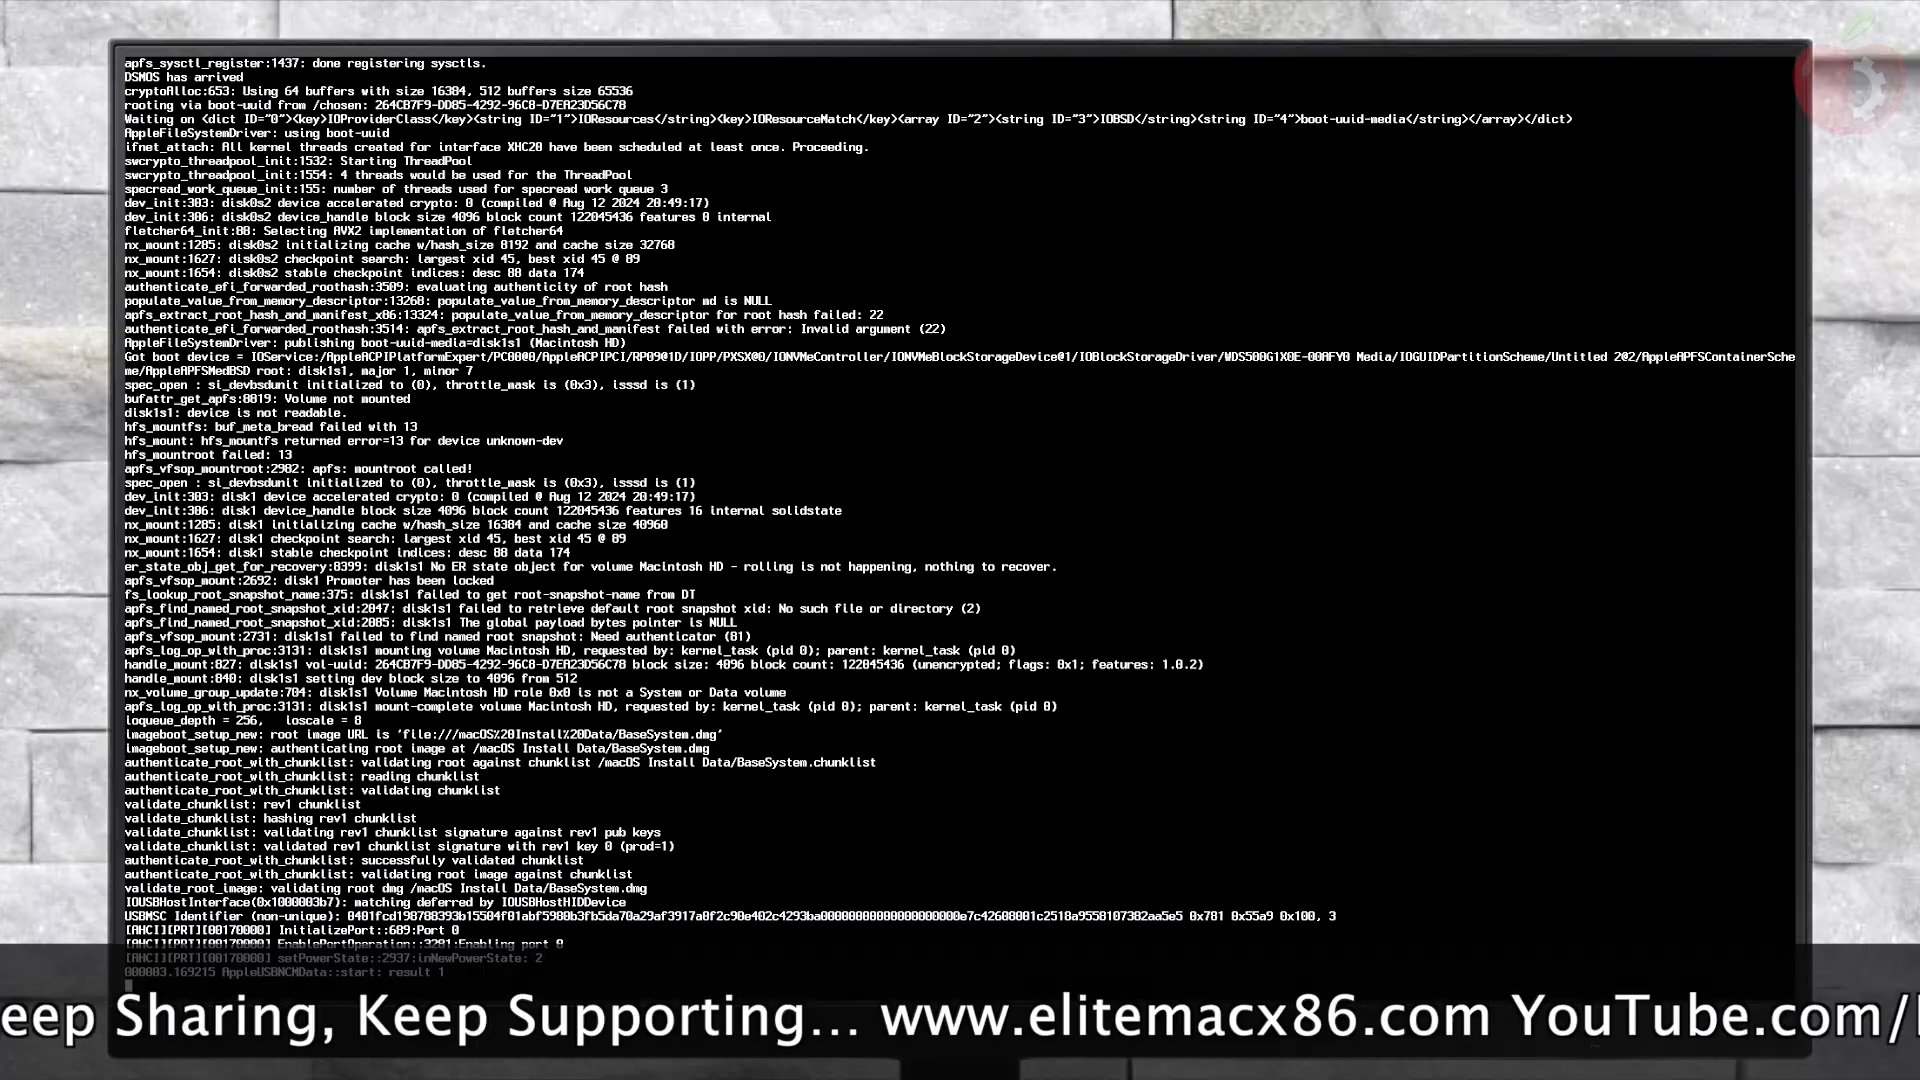 apfs_sysctl_register:1437: done registering sysctls.
DSMOS has arrived
cryptoAlloc:653: Using 64 buffers with size 16384, 512 buffers size 65536
rooting via boot-uuid from /chosen: 264CB7F9-DD85-4292-96C8-D7EA23D56C78
Waiting on <dict ID="0"><key>IOProviderClass</key><string ID="1">IOResources</string><key>IOResourceMatch</key><array ID="2"><string ID="3">IOBSD</string><string ID="4">boot-uuid-media</string></array></dict>
AppleFileSystemDriver: using boot-uuid
ifnet_attach: All kernel threads created for interface XHC20 have been scheduled at least once. Proceeding.
swcrypto_threadpool_init:1532: Starting ThreadPool
swcrypto_threadpool_init:1554: 4 threads would be used for the ThreadPool
specread_work_queue_init:155: number of threads used for specread work queue 3
dev_init:303: disk0s2 device accelerated crypto: 0 (compiled @ Aug 12 2024 20:49:17)
dev_init:306: disk0s2 device_handle block size 4096 block count 122045436 features 0 internal
fletcher64_init:88: Selecting AVX2 implementation of fletcher64
nx_mount:1205: disk0s2 initializing cache w/hash_size 8192 and cache size 32768
nx_mount:1627: disk0s2 checkpoint search: largest xid 45, best xid 45 @ 89
nx_mount:1654: disk0s2 stable checkpoint indices: desc 88 data 174
authenticate_efi_forwarded_roothash:3509: evaluating authenticity of root hash
populate_value_from_memory_descriptor:13268: populate_value_from_memory_descriptor md is NULL
apfs_extract_root_hash_and_manifest_x86:13324: populate_value_from_memory_descriptor for root hash failed: 22
authenticate_efi_forwarded_roothash:3514: apfs_extract_root_hash_and_manifest failed with error: Invalid argument (22)
AppleFileSystemDriver: publishing boot-uuid-media=disk1s1 (Macintosh HD)
Got boot device = IOService:/AppleACPIPlatformExpert/PC00@0/AppleACPIPCI/RP09@1D/IOPP/PXSX@0/IONVMeController/IONVMeBlockStorageDevice@1/IOBlockStorageDriver/WDS500G1X0E-00AFY0 Media/IOGUIDPartitionScheme/Untitled 2@2/AppleAPFSContainerSche
me/AppleAPFSMedBSD root: disk1s1, major 1, minor 7
spec_open : si_devbsdunit initialized to (0), throttle_mask is (0x3), isssd is (1)
bufattr_get_apfs:8819: Volume not mounted
disk1s1: device is not readable.
hfs_mountfs: buf_meta_bread failed with 13
hfs_mount: hfs_mountfs returned error=13 for device unknown-dev
hfs_mountroot failed: 13
apfs_vfsop_mountroot:2982: apfs: mountroot called!
spec_open : si_devbsdunit initialized to (0), throttle_mask is (0x3), isssd is (1)
dev_init:303: disk1 device accelerated crypto: 0 (compiled @ Aug 12 2024 20:49:17)
dev_init:306: disk1 device_handle block size 4096 block count 122045436 features 16 internal solidstate
nx_mount:1205: disk1 initializing cache w/hash_size 16384 and cache size 40960
nx_mount:1627: disk1 checkpoint search: largest xid 45, best xid 45 @ 89
nx_mount:1654: disk1 stable checkpoint indices: desc 88 data 174
er_state_obj_get_for_recovery:8399: disk1s1 No ER state object for volume Macintosh HD - rolling is not happening, nothing to recover.
apfs_vfsop_mount:2692: disk1 Promoter has been locked
fs_lookup_root_snapshot_name:375: disk1s1 failed to get root-snapshot-name from DT
apfs_find_named_root_snapshot_xid:2047: disk1s1 failed to retrieve default root snapshot xid: No such file or directory (2)
apfs_find_named_root_snapshot_xid:2085: disk1s1 The global payload bytes pointer is NULL
apfs_vfsop_mount:2731: disk1s1 failed to find named root snapshot: Need authenticator (81)
apfs_log_op_with_proc:3131: disk1s1 mounting volume Macintosh HD, requested by: kernel_task (pid 0); parent: kernel_task (pid 0)
handle_mount:827: disk1s1 vol-uuid: 264CB7F9-DD85-4292-96C8-D7EA23D56C78 block size: 4096 block count: 122045436 (unencrypted; flags: 0x1; features: 1.0.2)
handle_mount:840: disk1s1 setting dev block size to 4096 from 512
nx_volume_group_update:704: disk1s1 Volume Macintosh HD role 0x0 is not a System or Data volume
apfs_log_op_with_proc:3131: disk1s1 mount-complete volume Macintosh HD, requested by: kernel_task (pid 0); parent: kernel_task (pid 0)
ioqueue_depth = 256,   ioscale = 8
imageboot_setup_new: root image URL is 'file:///macOS%20Install%20Data/BaseSystem.dmg'
imageboot_setup_new: authenticating root image at /macOS Install Data/BaseSystem.dmg
authenticate_root_with_chunklist: validating root against chunklist /macOS Install Data/BaseSystem.chunklist
authenticate_root_with_chunklist: reading chunklist
authenticate_root_with_chunklist: validating chunklist
validate_chunklist: rev1 chunklist
validate_chunklist: hashing rev1 chunklist
validate_chunklist: validating rev1 chunklist signature against rev1 pub keys
validate_chunklist: validated rev1 chunklist signature with rev1 key 0 (prod=1)
authenticate_root_with_chunklist: successfully validated chunklist
authenticate_root_with_chunklist: validating root image against chunklist
validate_root_image: validating root dmg /macOS Install Data/BaseSystem.dmg
IOUSBHostInterface(0x1000003b7): matching deferred by IOUSBHostHIDDevice
USBMSC Identifier (non-unique): 0401fcd198788393b15504f01abf5980b3fb5da70a29af3917a0f2c90e402c4293ba00000000000000000000e7c42608001c2518a9558107382aa5e5 0x781 0x55a9 0x100, 3
[AHCI][PRT][00170000] InitializePort::689:Port 0
[AHCI][PRT][00170000] EnablePortOperation::3201:Enabling port 0
[AHCI][PRT][00170000] setPowerState::2937:inNewPowerState: 2
000003.169215 AppleUSBNCMData::start: result 1
eep Sharing, Keep Supporting... www.elitemacx86.com YouTube.com/